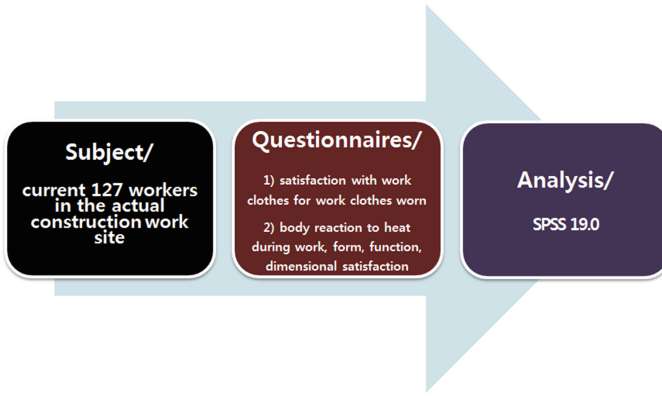 Subject/
current 127 workers
in the actual
construction work
site
Questionnaires/
1) satisfaction with work
clothes for work clothes worn
2) body reaction to heat
during work, form, function,
dimensional satisfaction
Analysis/
SPSS 19.0